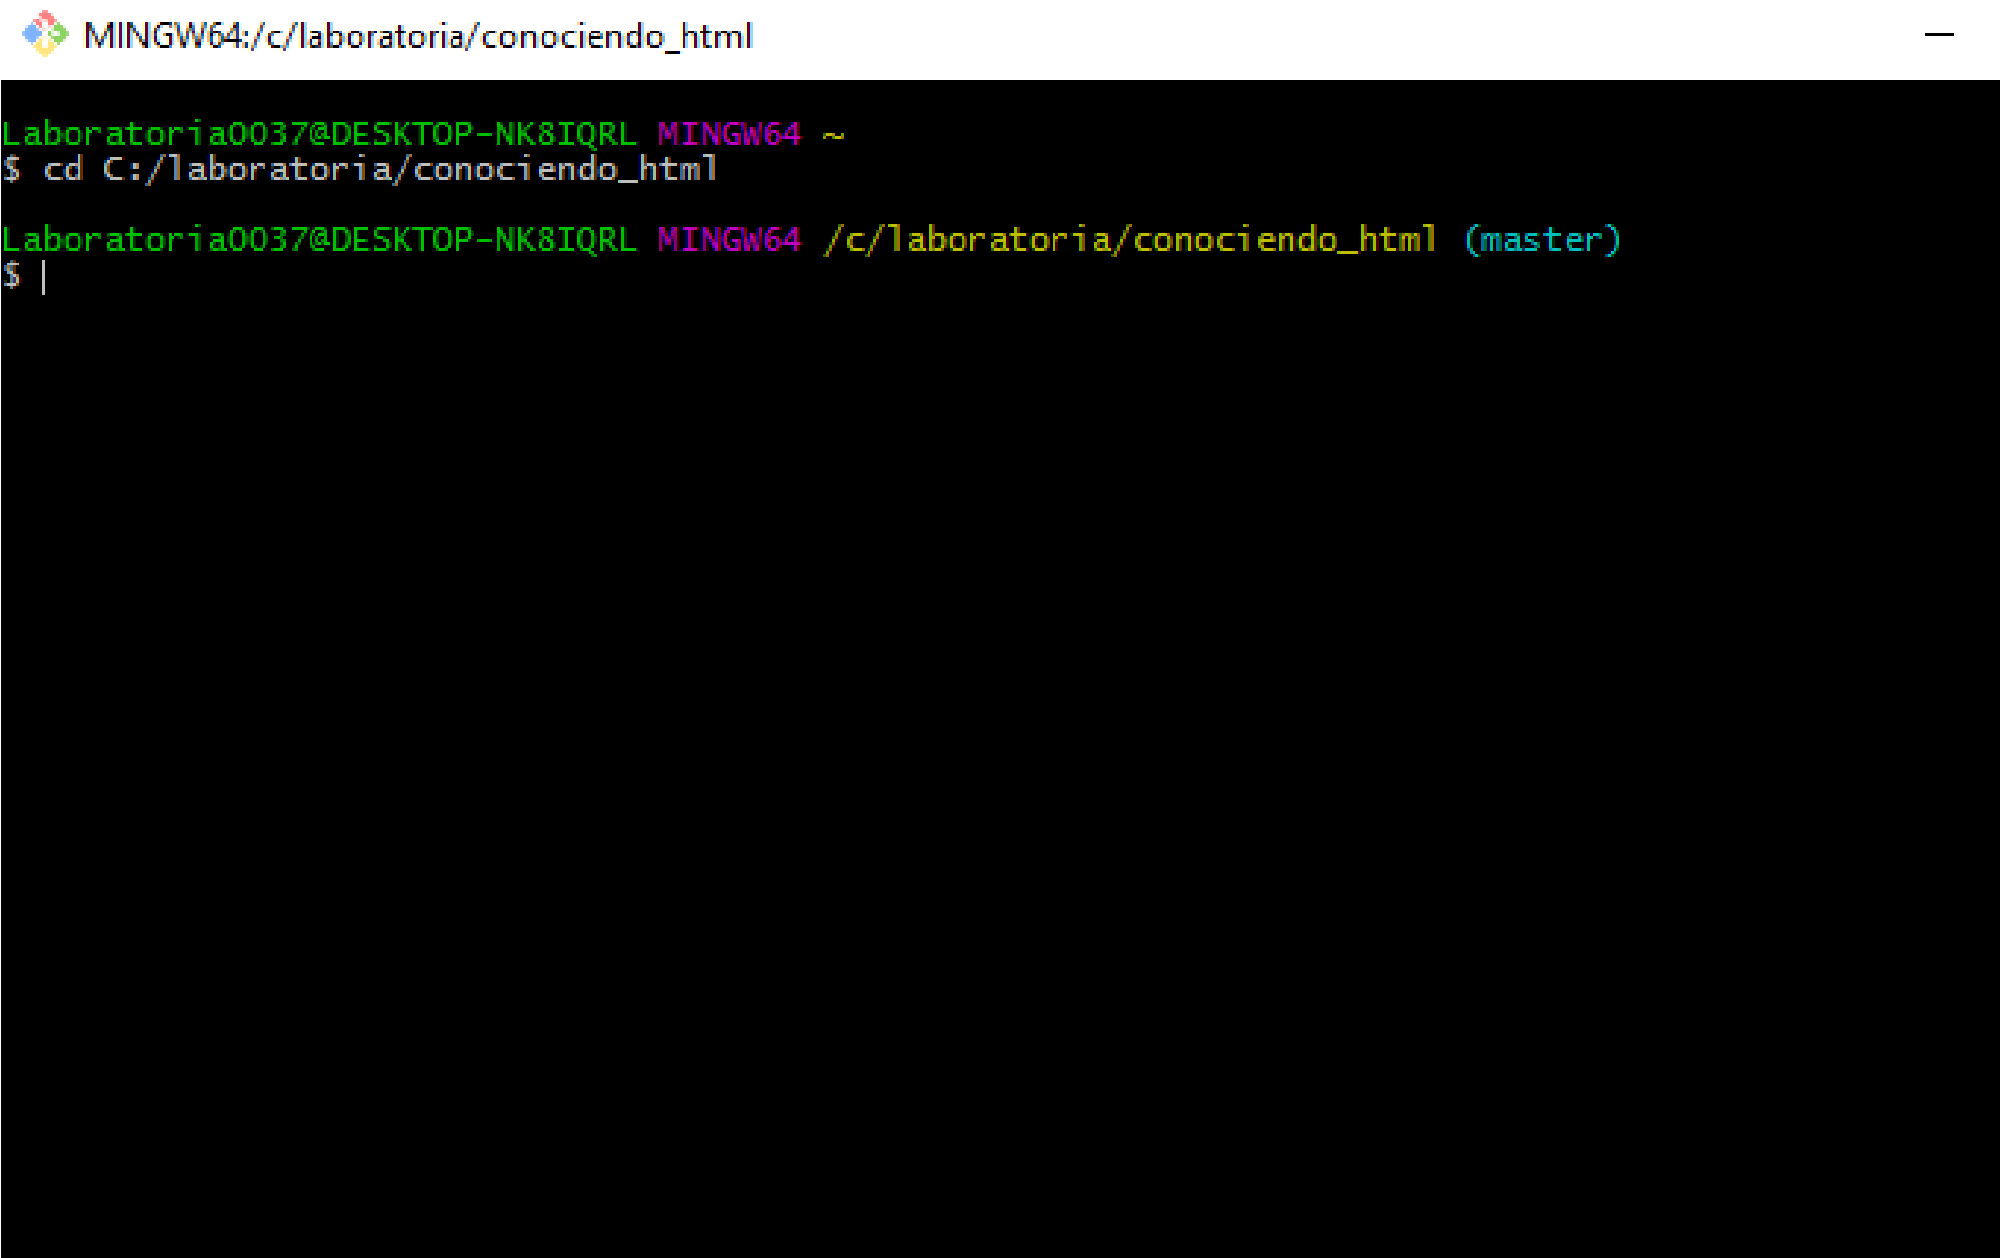 MINGW64:/c/laboratoria/conociendo_html
Laboratoria0037@DESKTOP-NK8IQRL MINGW64 ~
$ cd C:/laboratoria/conociendo_html
Laboratoria0037@DESKTOP-NK8IQRL MINGW64 /c/laboratoria/conociendo_html (master)
$